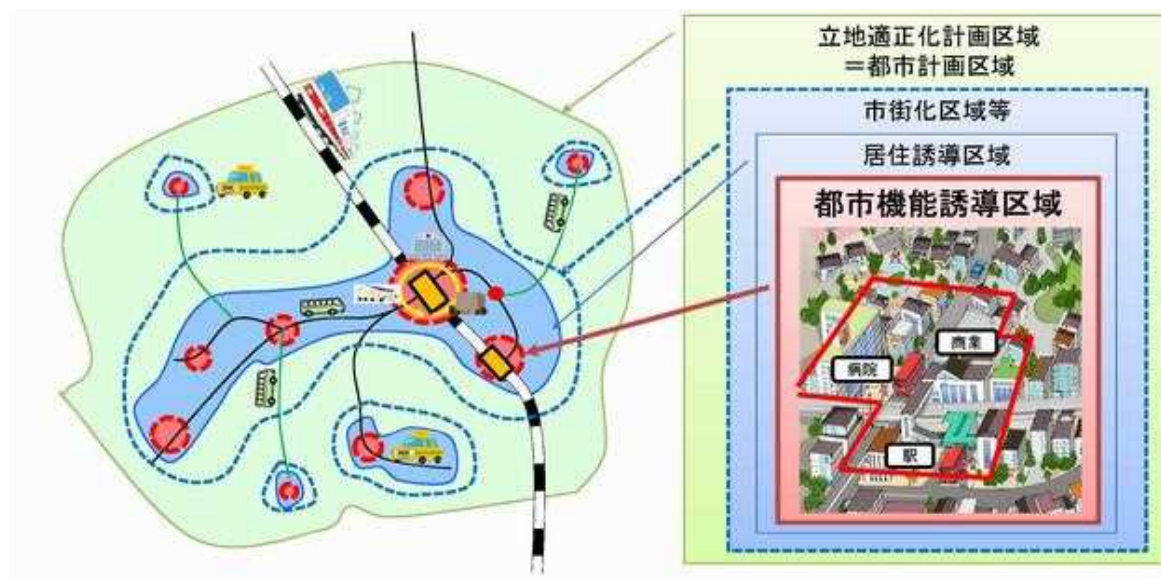 立地適正化計画区域
＝都市計画区域
市街化区域等
居住誘導区域
都市機能誘導区域
商業
病院
駅